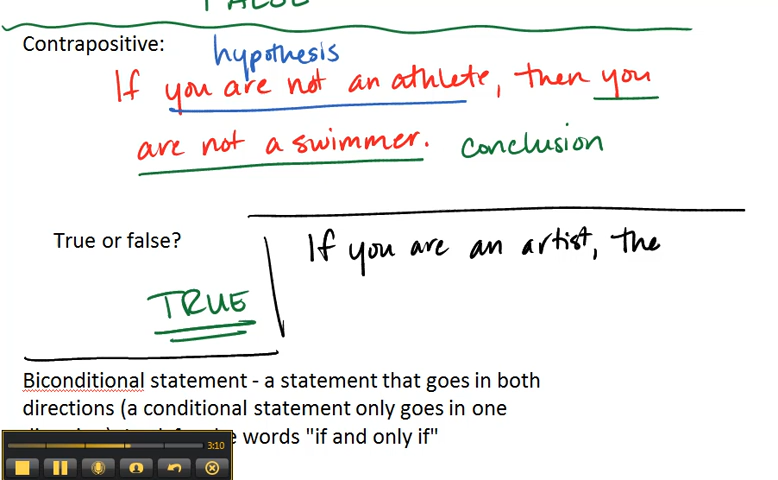 FALSE
Contrapositive:
hypothesis
If you are not an athlete, then you
are not a swimmer. conclusion
True or false?
If you are an artist, the
TRUE
Biconditional statement - a statement that goes in both
directions (a conditional statement only goes in one
words "if and only if"
3:10